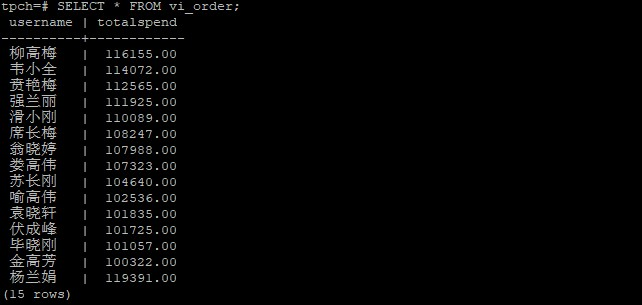 tpch=# SELECT * FROM vi_order;
username | totalspend
----------+------------
柳高梅 | 116155.00
韦小全 | 114072.00
贲艳梅 | 112565.00
强兰丽 | 111925.00
滑小刚 | 110089.00
席长梅 | 108247.00
翁晓婷 | 107988.00
娄高伟 | 107323.00
苏长刚 | 104640.00
喻高伟 | 102536.00
袁晓轩 | 101835.00
伏成峰 | 101725.00
毕晓刚 | 101057.00
金高芳 | 100322.00
杨兰娟 | 119391.00
(15 rows)